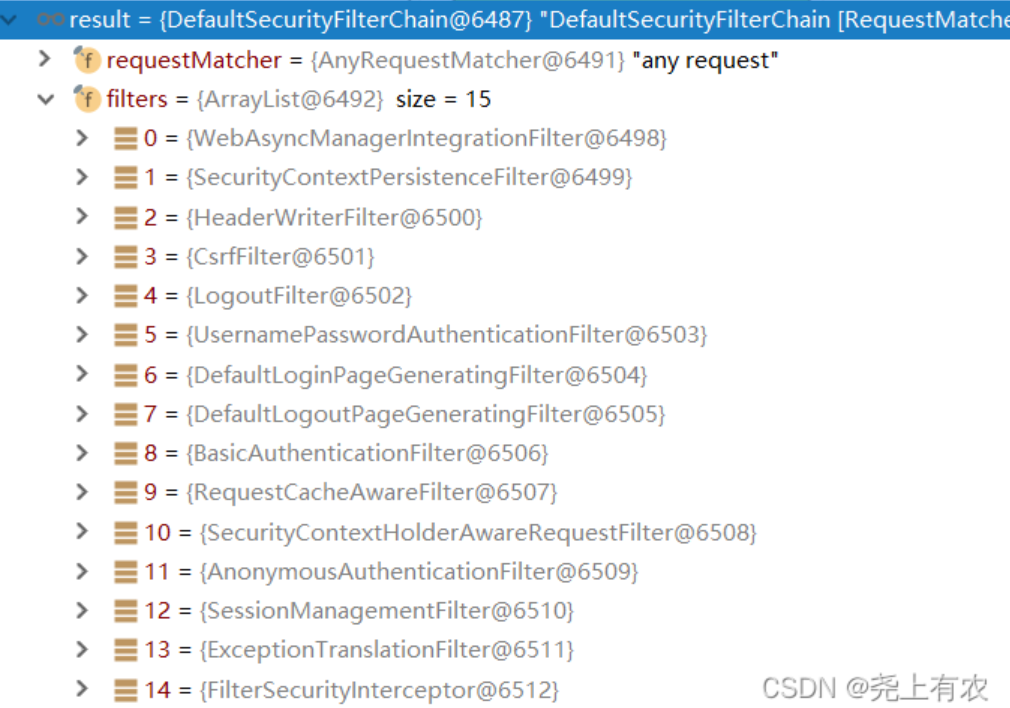 result = {DefaultSecurityFilterChain@6487} "DefaultSecurityFilterChain [RequestMatche
requestMatcher = {AnyRequestMatcher@6491} "any request"
filters = {ArrayList@6492} size = 15
0 = {WebAsyncManagerIntegrationFilter@6498}
1 = {SecurityContextPersistenceFilter@6499}
2 = {HeaderWriterFilter@6500}
3 = {CsrfFilter@6501}
4 = {LogoutFilter@6502}
5 = {UsernamePasswordAuthenticationFilter@6503}
6 = {DefaultLoginPageGeneratingFilter@6504}
7 = {DefaultLogoutPageGeneratingFilter@6505}
8 = {BasicAuthenticationFilter@6506}
9 = {RequestCacheAwareFilter@6507}
10 = {SecurityContextHolderAwareRequestFilter@6508}
11 = {AnonymousAuthenticationFilter@6509}
12 = {SessionManagementFilter@6510}
13 = {ExceptionTranslationFilter@6511}
14 = {FilterSecurityInterceptor@6512}
CSDN @尧上有农